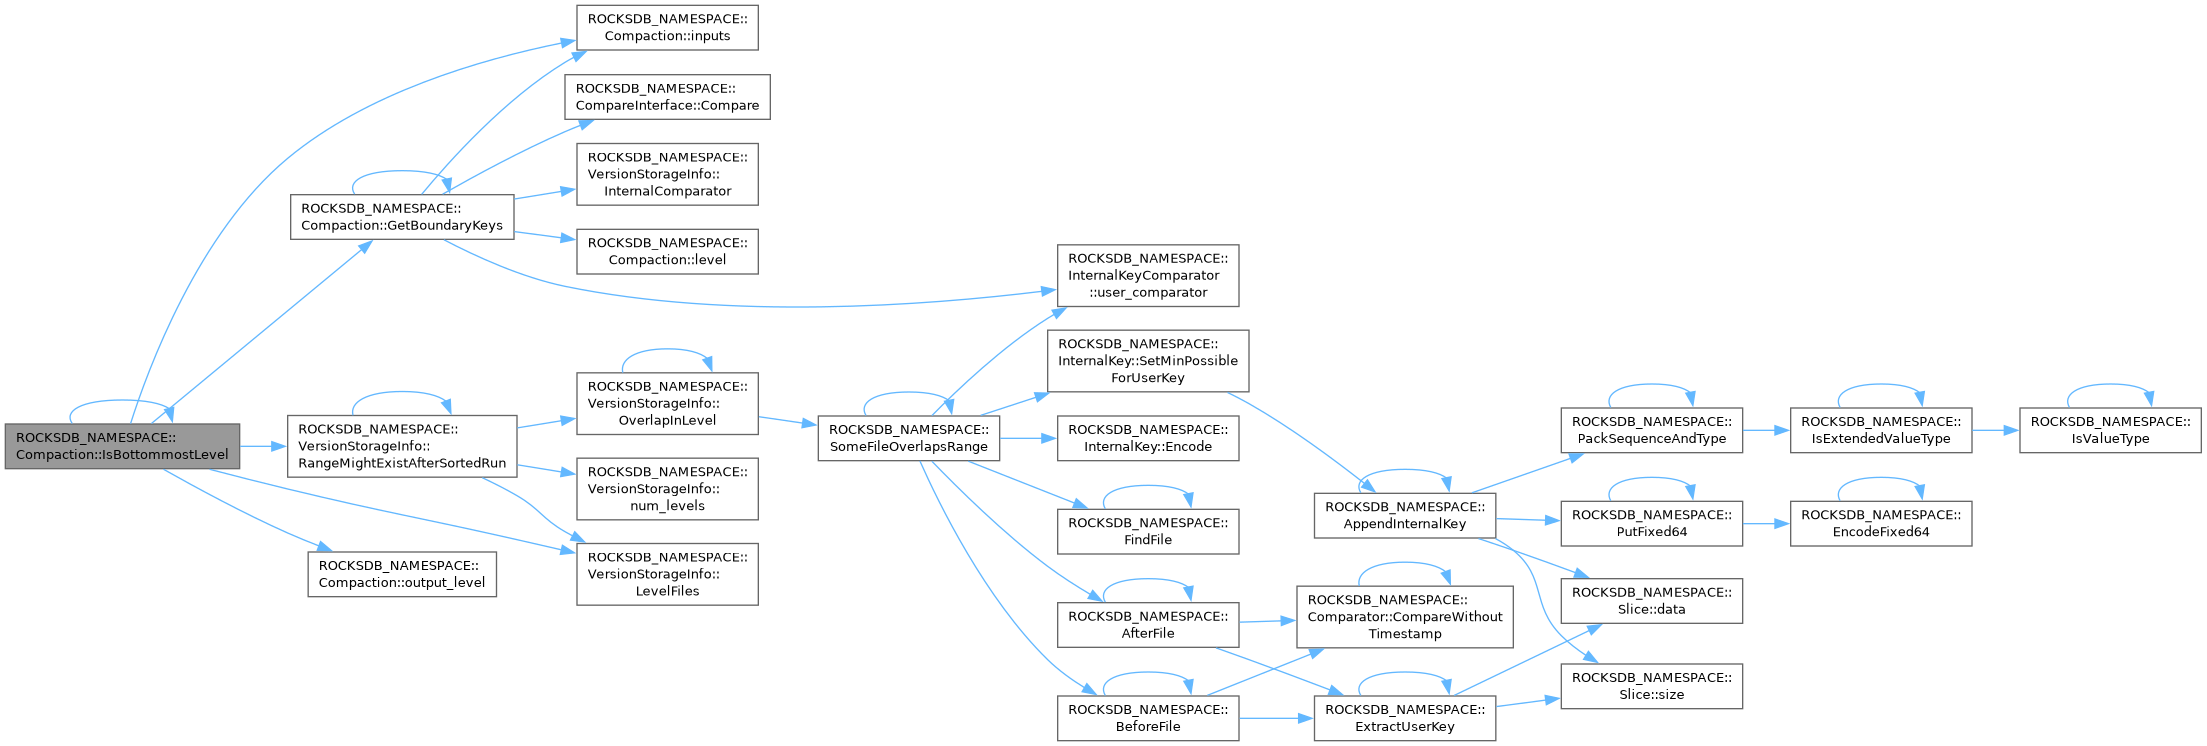 ROCKSDB_NAMESPACE::
Compaction::IsBottommostLevel
ROCKSDB_NAMESPACE::
Compaction::GetBoundaryKeys
ROCKSDB_NAMESPACE::
Compaction::inputs
ROCKSDB_NAMESPACE::
CompareInterface::Compare
ROCKSDB_NAMESPACE::
VersionStorageInfo::
InternalComparator
ROCKSDB_NAMESPACE::
Compaction::level
ROCKSDB_NAMESPACE::
InternalKeyComparator
::user_comparator
ROCKSDB_NAMESPACE::
VersionStorageInfo::
RangeMightExistAfterSortedRun
ROCKSDB_NAMESPACE::
VersionStorageInfo::
OverlapInLevel
ROCKSDB_NAMESPACE::
VersionStorageInfo::
num_levels
ROCKSDB_NAMESPACE::
VersionStorageInfo::
LevelFiles
ROCKSDB_NAMESPACE::
Compaction::output_level
ROCKSDB_NAMESPACE::
SomeFileOverlapsRange
ROCKSDB_NAMESPACE::
InternalKey::SetMinPossible
ForUserKey
ROCKSDB_NAMESPACE::
InternalKey::Encode
ROCKSDB_NAMESPACE::
FindFile
ROCKSDB_NAMESPACE::
AfterFile
ROCKSDB_NAMESPACE::
BeforeFile
ROCKSDB_NAMESPACE::
AppendInternalKey
ROCKSDB_NAMESPACE::
Comparator::CompareWithout
Timestamp
ROCKSDB_NAMESPACE::
ExtractUserKey
ROCKSDB_NAMESPACE::
PackSequenceAndType
ROCKSDB_NAMESPACE::
PutFixed64
ROCKSDB_NAMESPACE::
Slice::data
ROCKSDB_NAMESPACE::
Slice::size
ROCKSDB_NAMESPACE::
IsExtendedValueType
ROCKSDB_NAMESPACE::
EncodeFixed64
ROCKSDB_NAMESPACE::
IsValueType